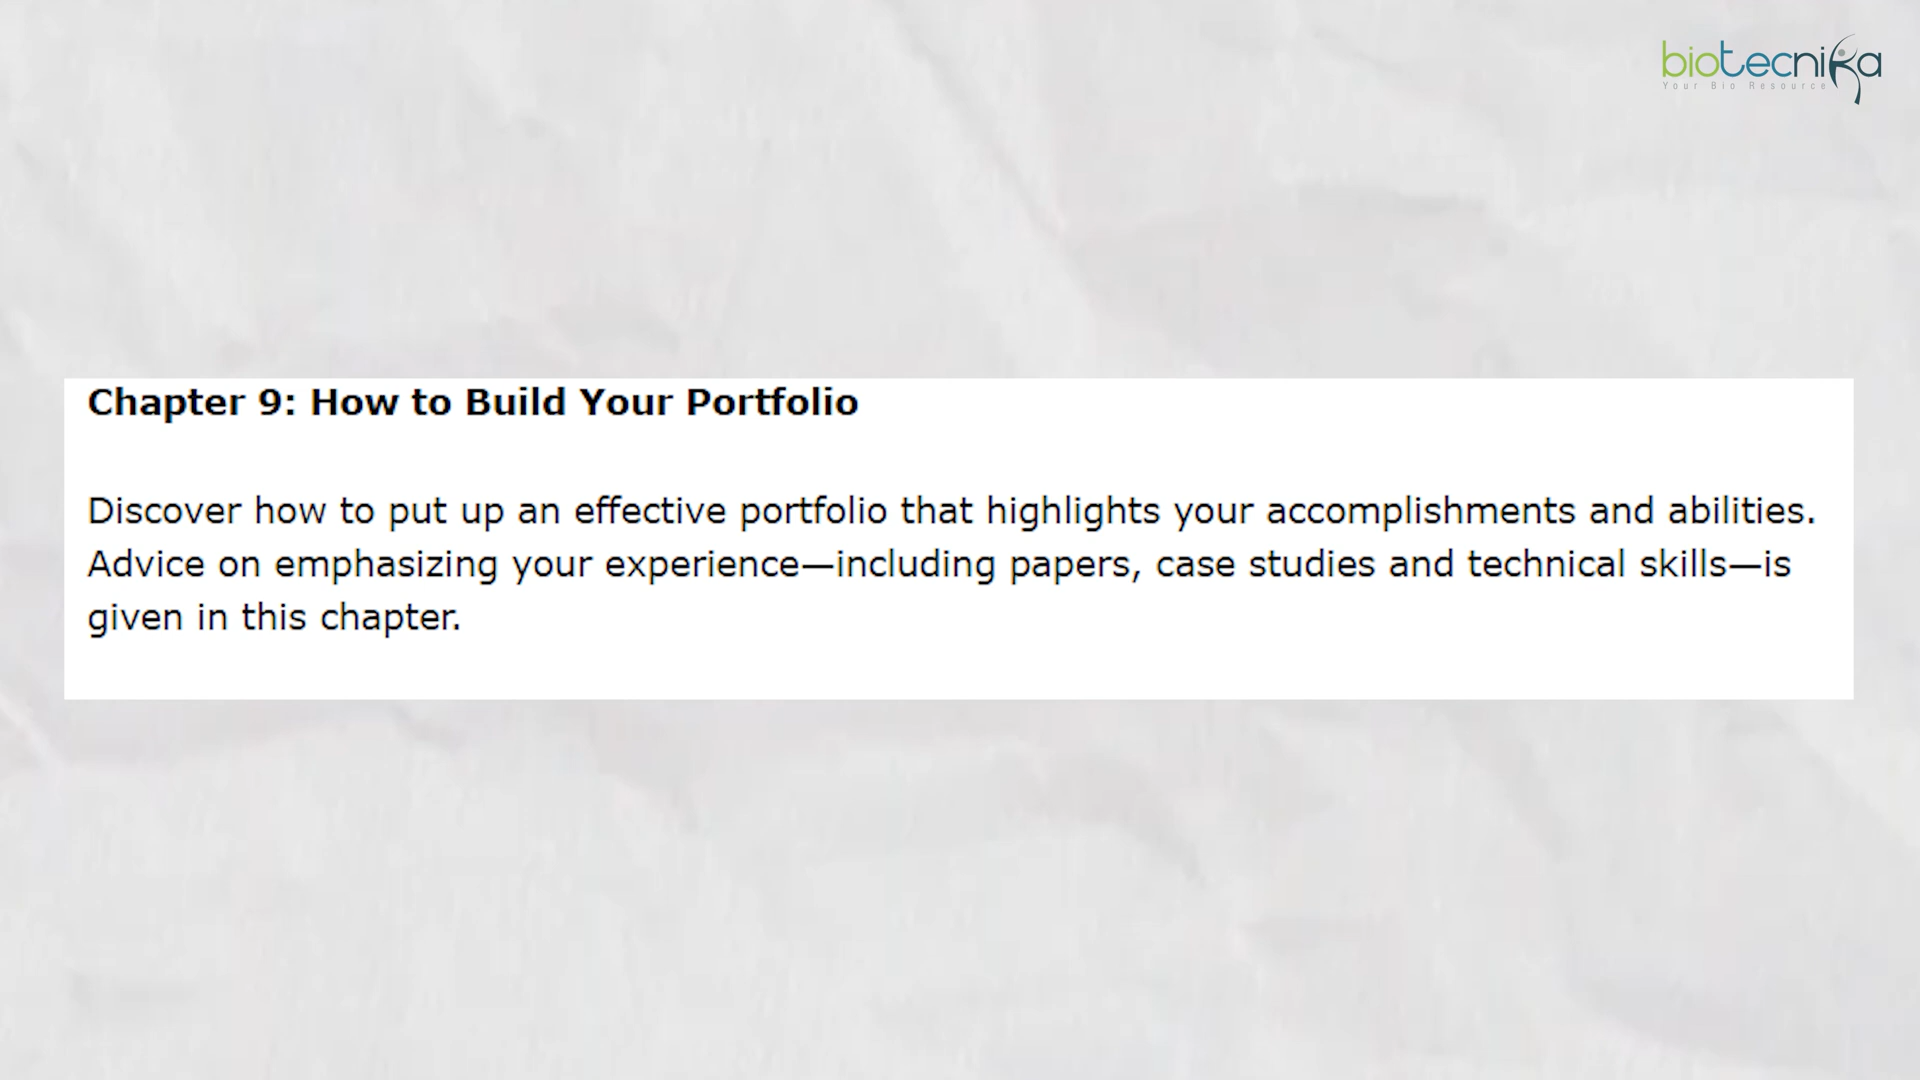 biotecnika
Your Bio Resource
Chapter 9: How to Build Your Portfolio
Discover how to put up an effective portfolio that highlights your accomplishments and abilities.
Advice on emphasizing your experience—including papers, case studies and technical skills—is
given in this chapter.